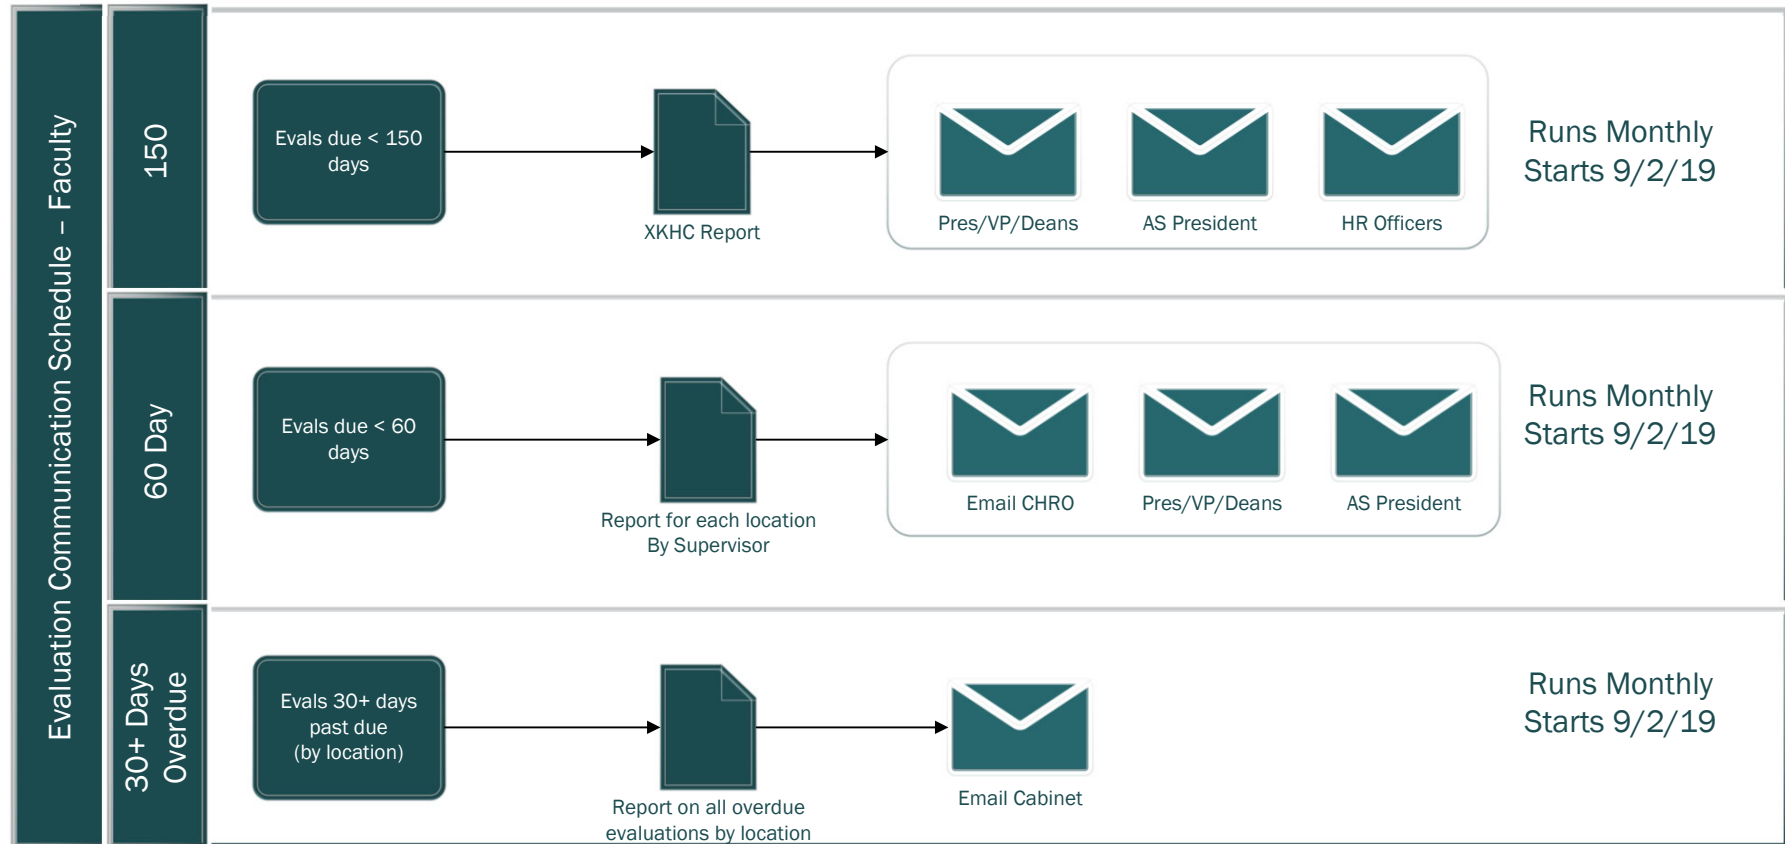 Evaluation Communication Schedule – Faculty
150
Evals due < 150
days
XKHC Report
Pres/VP/Deans
AS President
HR Officers
Runs Monthly
Starts 9/2/19
60 Day
Evals due < 60
days
Report for each location
By Supervisor
Email CHRO
Pres/VP/Deans
AS President
Runs Monthly
Starts 9/2/19
30+ Days
Overdue
Evals 30+ days
past due
(by location)
Report on all overdue
evaluations by location
Email Cabinet
Runs Monthly
Starts 9/2/19